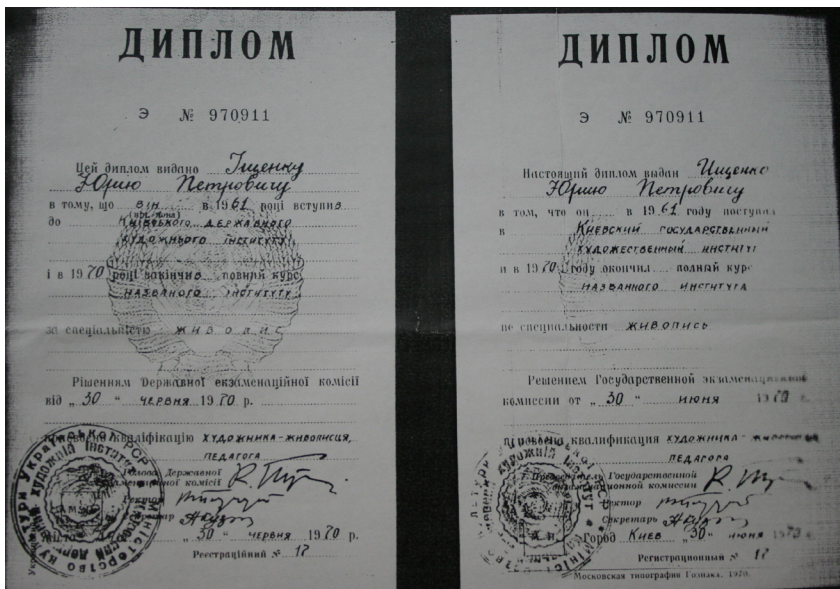 ДИПЛОМ
Э № 970911
Цей диплом видано Іщенку
Юрію Петровичу
в тому, що він в 1961 році вступив
до Київського державного
художнього інституту
і в 1970 році закінчив повний курс
названого інституту
за спеціальністю живопис
Рішенням Державної екзаменаційної комісії
від „30“ червня 1970 р.
кваліфікацію художника-живописця,
педагога
Голова Державної
екзаменаційної комісії
Ректор
Секретар
„30“ червня 1970 р.
Реєстраційний № 12
ДИПЛОМ
Э № 970911
Настоящий диплом выдан Ищенко
Юрию Петровичу
в том, что он в 1961 году поступил
в Киевский государственный
художественный институт
и в 1970 году окончил полный курс
названного института
по специальности живопись
Решением Государственной экзаменационной
комиссии от „30“ июня 1970 г.
присвоена квалификация художника-живописца
педагога
Председатель Государственной
экзаменационной комиссии
Ректор
Секретарь
Город Киев „30“ июня
Регистрационный № 12
Московская типография Гознака. 1970.